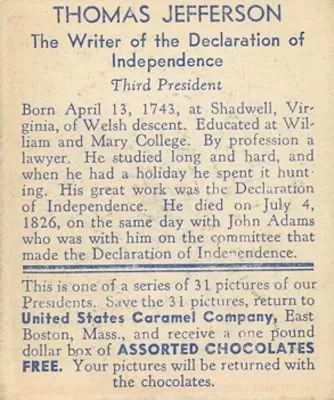 THOMAS JEFFERSON
The Writer of the Declaration of
Independence
Third President
Born April 13, 1743, at Shadwell, Vir-
ginia, of Welsh descent. Educated at Wil-
liam and Mary College. By profession a
lawyer. He studied long and hard, and
when he had a holiday he spent it hunt-
ing. His great work was the Declaration
of Independence. He died on July 4,
1826, on the same day with John Adams
who was with him on the committee that
made the Declaration of Independence.
This is one of a series of 31 pictures of our
Presidents. Save the 31 pictures, return to
United States Caramel Company, East
Boston, Mass., and receive a one pound
dollar box of ASSORTED CHOCOLATES
FREE. Your pictures will be returned with
the chocolates.